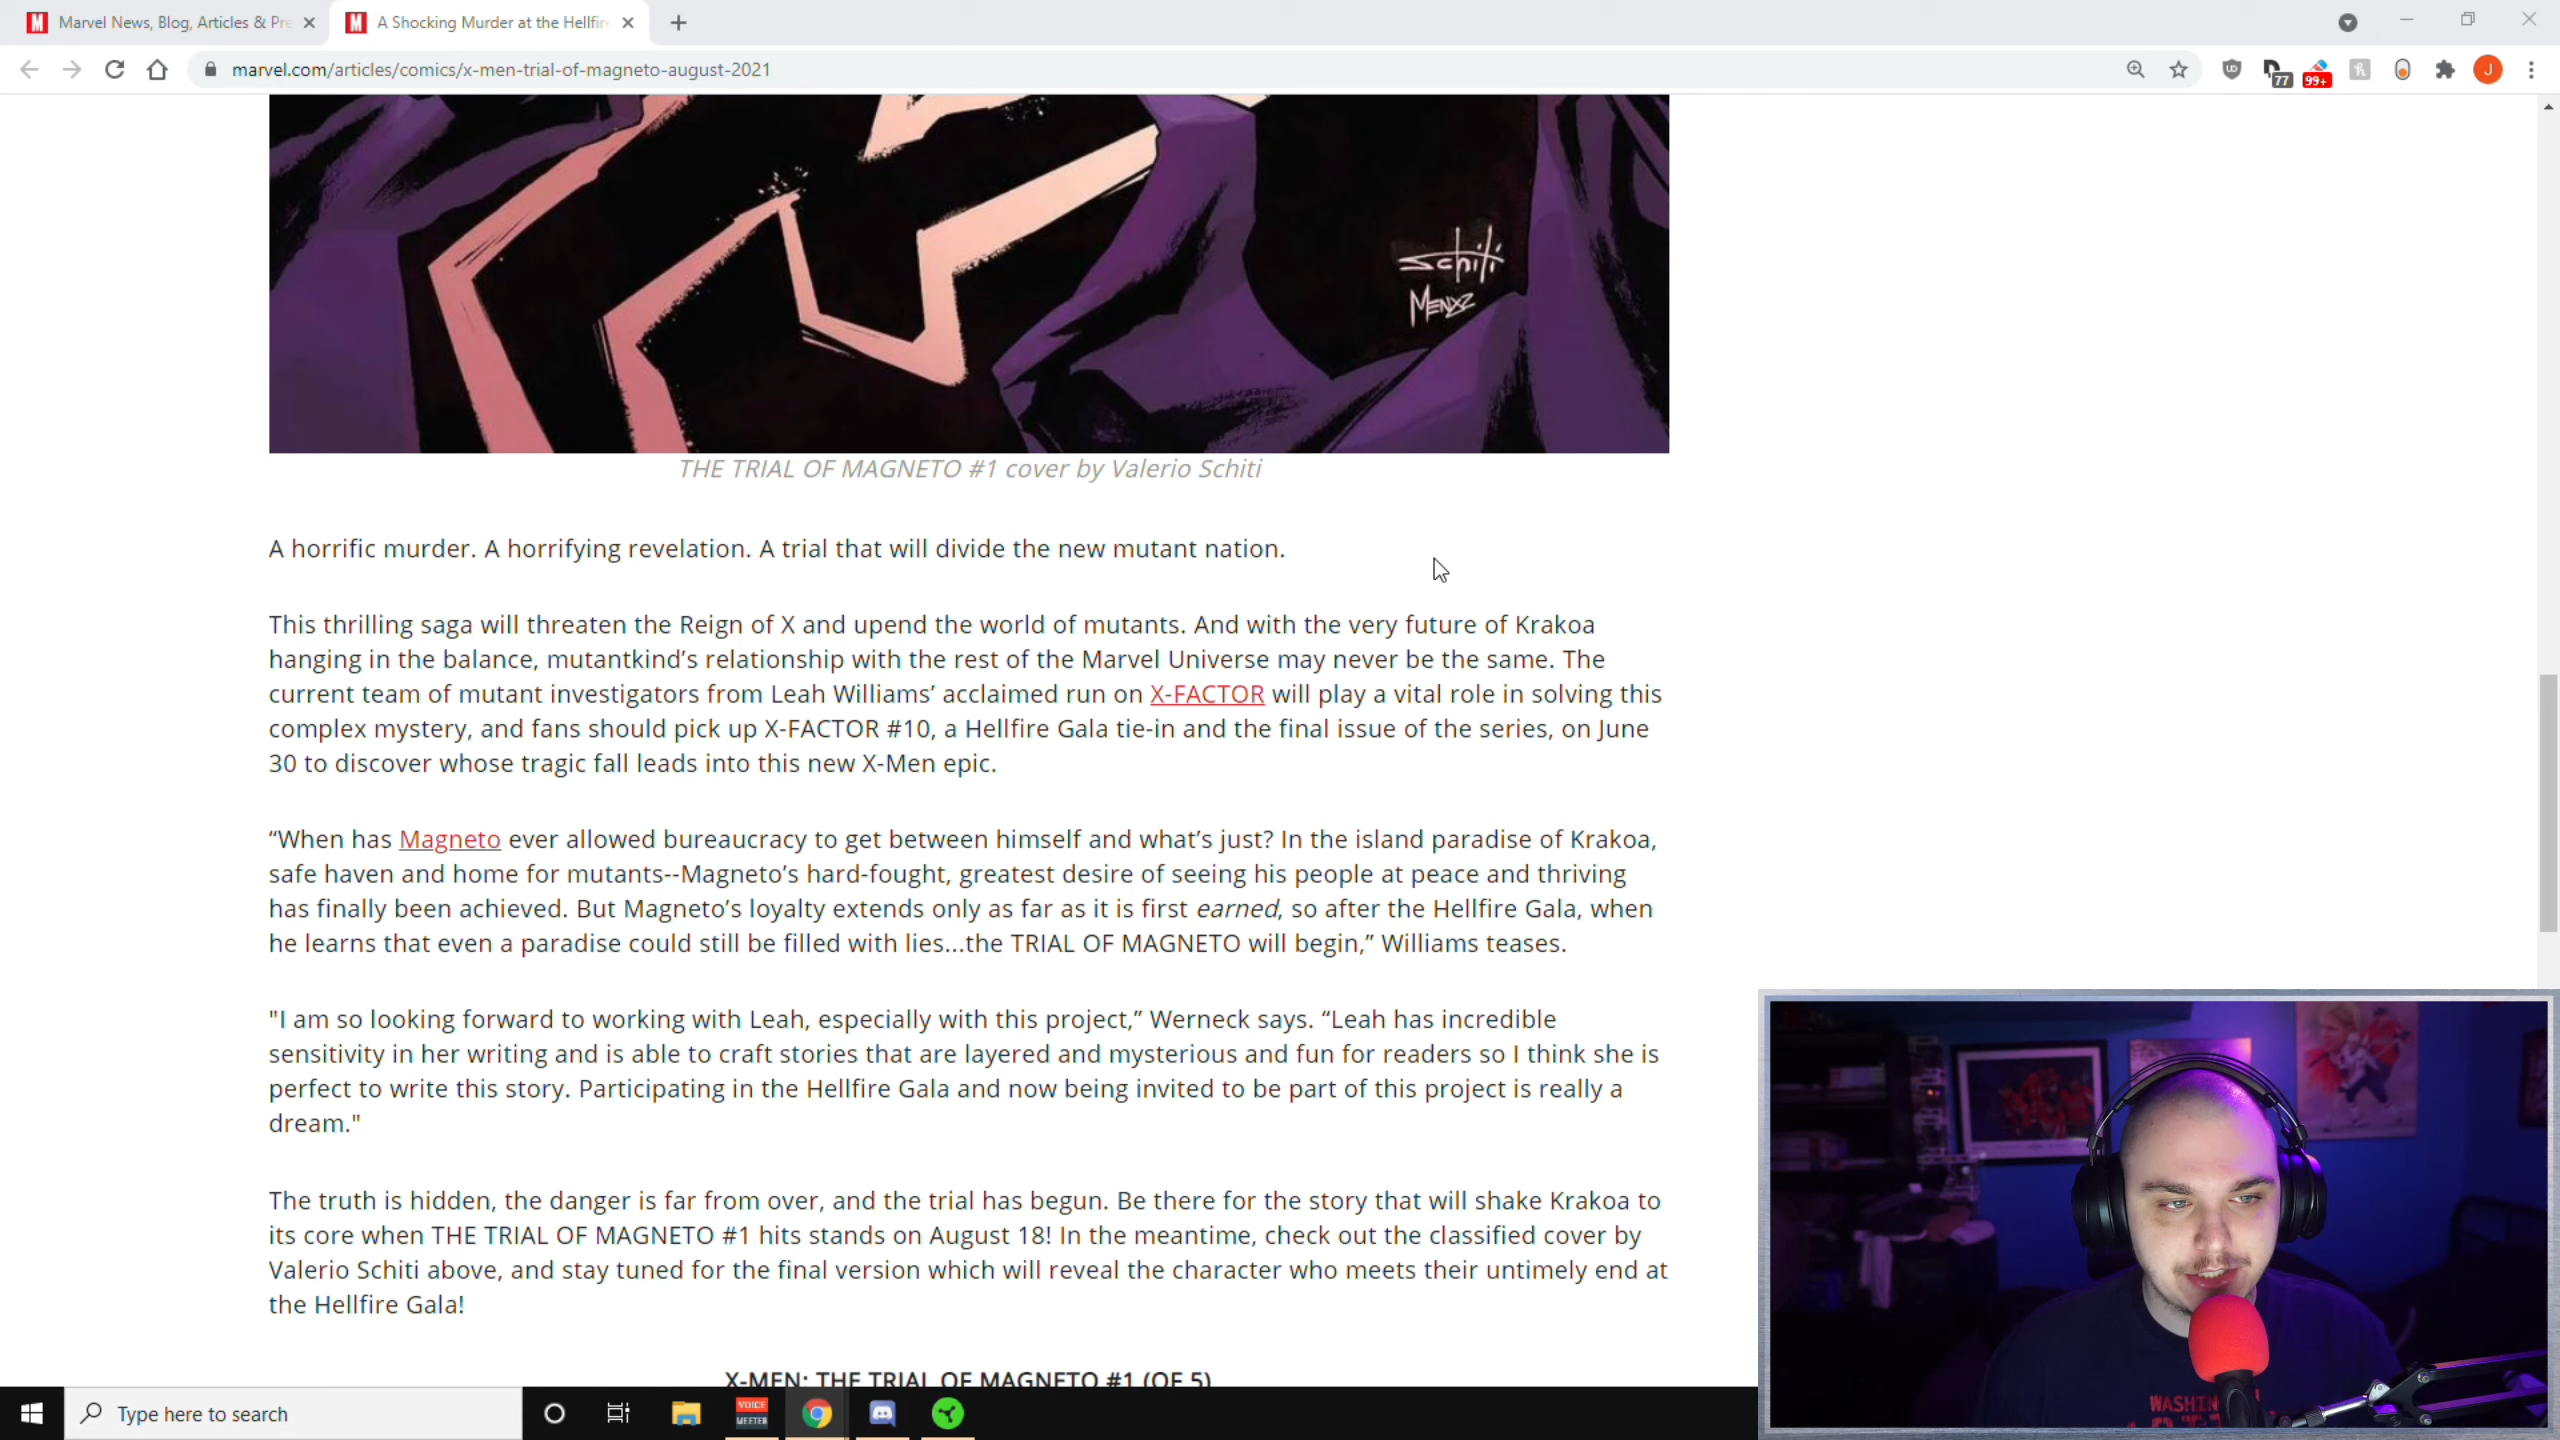 Marvel News, Blog, Articles & Pre
A Shocking Murder at the Hellfire
marvel.com/articles/comics/x-men-trial-of-magneto-august-2021
77
99+
J
Schiti
Menyz
THE TRIAL OF MAGNETO #1 cover by Valerio Schiti
A horrific murder. A horrifying revelation. A trial that will divide the new mutant nation.
This thrilling saga will threaten the Reign of X and upend the world of mutants. And with the very future of Krakoa
hanging in the balance, mutantkind’s relationship with the rest of the Marvel Universe may never be the same. The
current team of mutant investigators from Leah Williams’ acclaimed run on X-FACTOR will play a vital role in solving this
complex mystery, and fans should pick up X-FACTOR #10, a Hellfire Gala tie-in and the final issue of the series, on June
30 to discover whose tragic fall leads into this new X-Men epic.
“When has Magneto ever allowed bureaucracy to get between himself and what’s just? In the island paradise of Krakoa,
safe haven and home for mutants--Magneto’s hard-fought, greatest desire of seeing his people at peace and thriving
has finally been achieved. But Magneto’s loyalty extends only as far as it is first earned, so after the Hellfire Gala, when
he learns that even a paradise could still be filled with lies...the TRIAL OF MAGNETO will begin,” Williams teases.
"I am so looking forward to working with Leah, especially with this project,” Werneck says. “Leah has incredible
sensitivity in her writing and is able to craft stories that are layered and mysterious and fun for readers so I think she is
perfect to write this story. Participating in the Hellfire Gala and now being invited to be part of this project is really a
dream."
The truth is hidden, the danger is far from over, and the trial has begun. Be there for the story that will shake Krakoa to
its core when THE TRIAL OF MAGNETO #1 hits stands on August 18! In the meantime, check out the classified cover by
Valerio Schiti above, and stay tuned for the final version which will reveal the character who meets their untimely end at
the Hellfire Gala!
X-MEN: THE TRIAL OF MAGNETO #1 (OF 5)
Type here to search
VOICE
MEETER
WASHIN